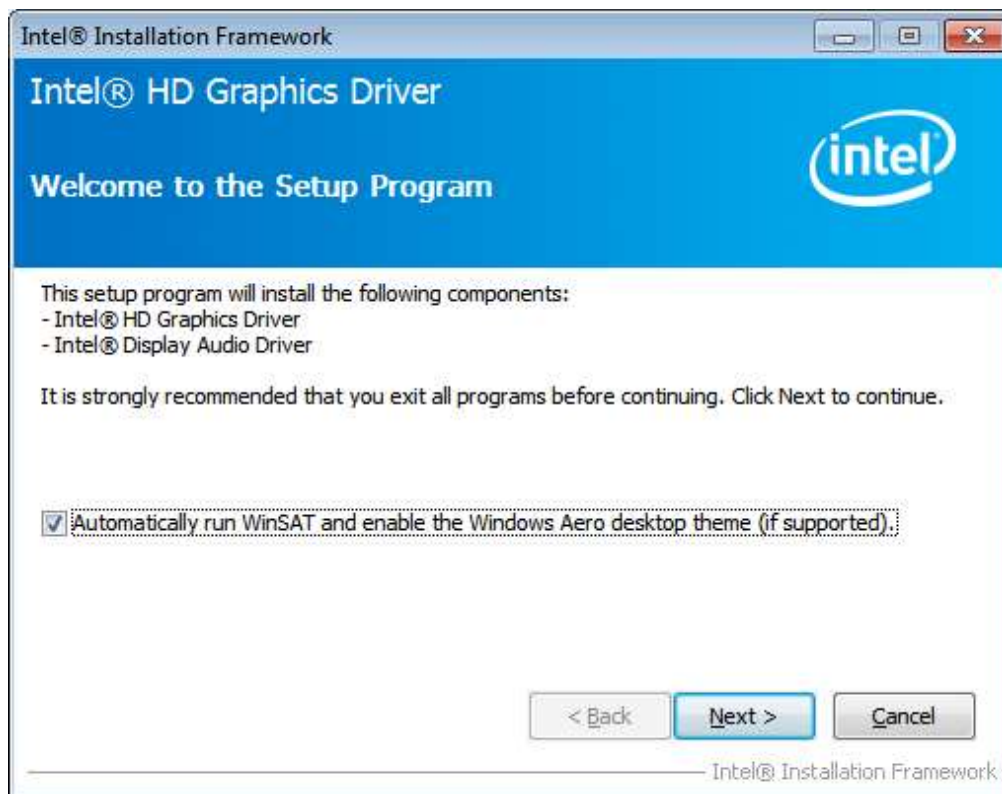 Intel® Installation Framework
Intel® HD Graphics Driver
intel®
Welcome to the Setup Program
This setup program will install the following components:
- Intel® HD Graphics Driver
- Intel® Display Audio Driver
It is strongly recommended that you exit all programs before continuing. Click Next to continue.
Automatically run WinSAT and enable the Windows Aero desktop theme (if supported).
< Back
Next >
Cancel
Intel® Installation Framework